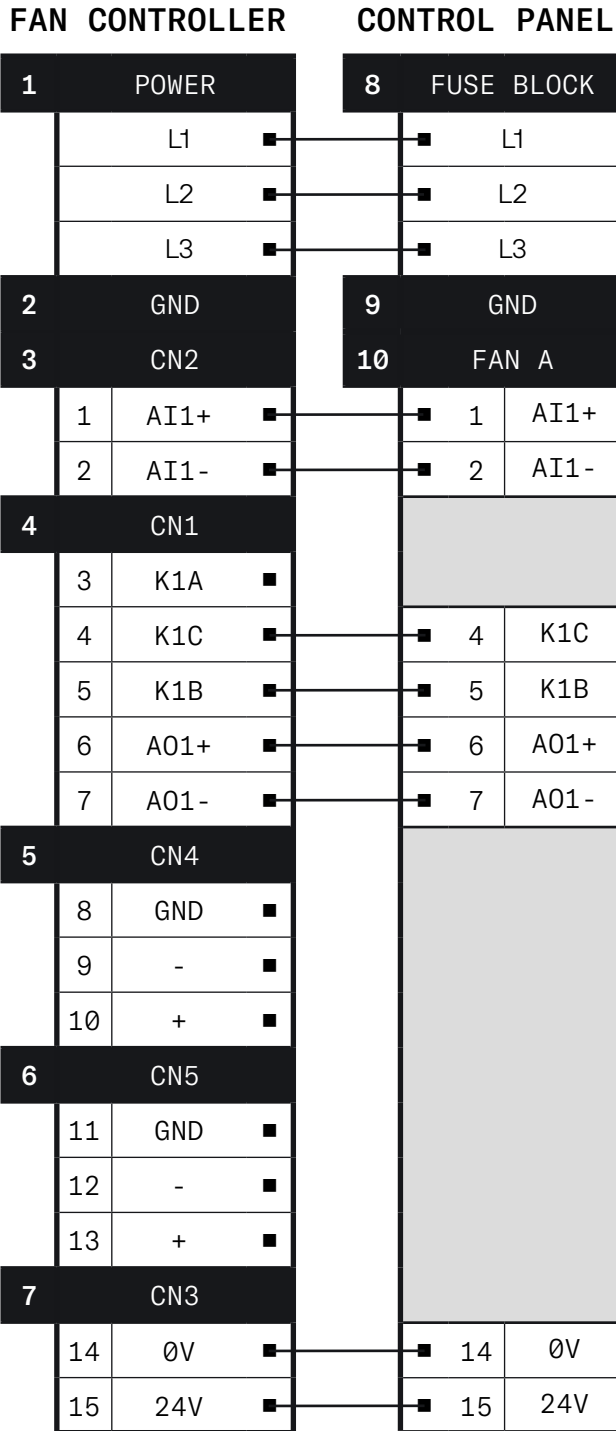 FAN CONTROLLER CONTROL PANEL
1 POWER 8 FUSE BLOCK
L1 L1
L2 L2
L3 L3
2 GND 9 GND
3 CN2 10 FAN A
1 AI1+ 1 AI1+
2 AI1- 2 AI1-
4 CN1
3 K1A
4 K1C 4 K1C
5 K1B 5 K1B
6 AO1+ 6 AO1+
7 AO1- 7 AO1-
5 CN4
8 GND
9 -
10 +
6 CN5
11 GND
12 -
13 +
7 CN3
14 0V 14 0V
15 24V 15 24V